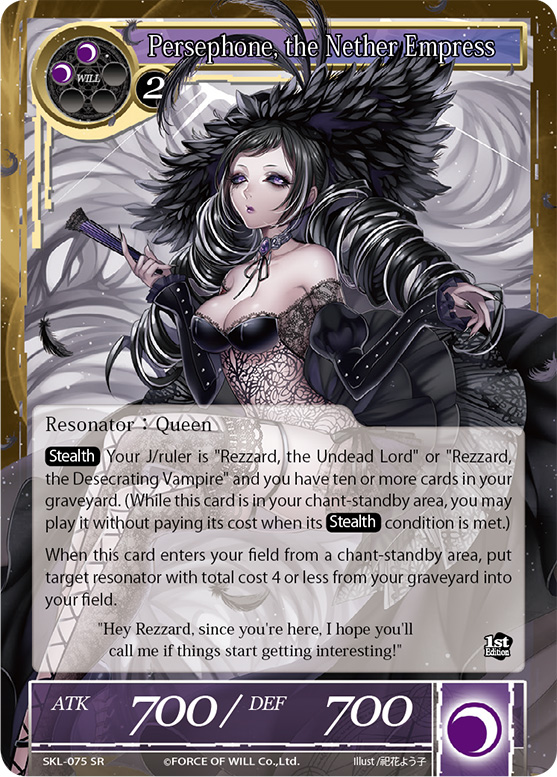 Persephone, the Nether Empress
WILL
2
Resonator : Queen
Stealth Your J/ruler is "Rezzard, the Undead Lord" or "Rezzard,
the Desecrating Vampire" and you have ten or more cards in your
graveyard. (While this card is in your chant-standby area, you may
play it without paying its cost when its Stealth condition is met.)
When this card enters your field from a chant-standby area, put
target resonator with total cost 4 or less from your graveyard into
your field.
"Hey Rezzard, since you're here, I hope you'll
call me if things start getting interesting!"
1st
Edition
ATK 700 / DEF 700
SKL-075 SR ©FORCE OF WILL Co.,Ltd. Illust /祀花よう子